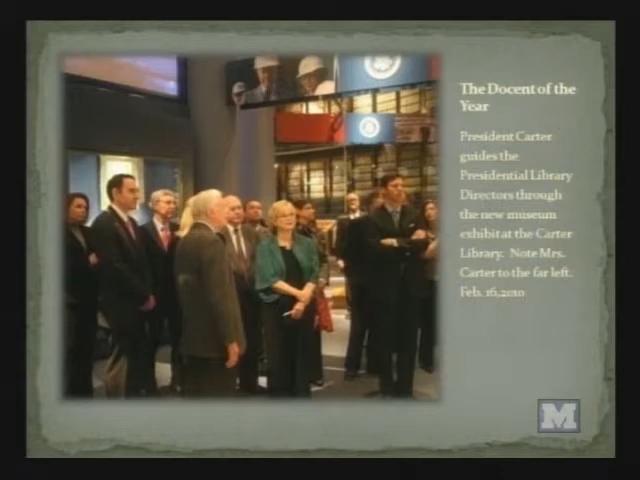 The Docent of the
Year
President Carter
guides the
Presidential Library
Directors through
the new museum
exhibit at the Carter
Library. Note Mrs.
Carter to the far left.
Feb. 16, 2010
M